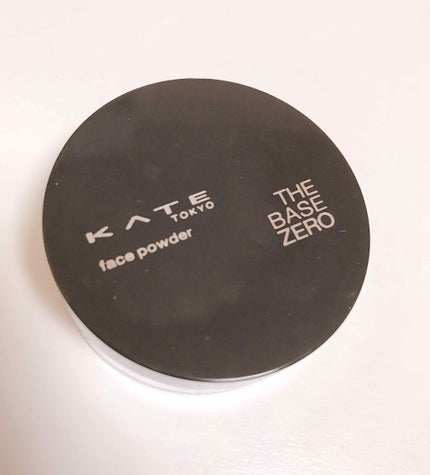 KATE
TOKYO
face powder
THE
BASE
ZERO